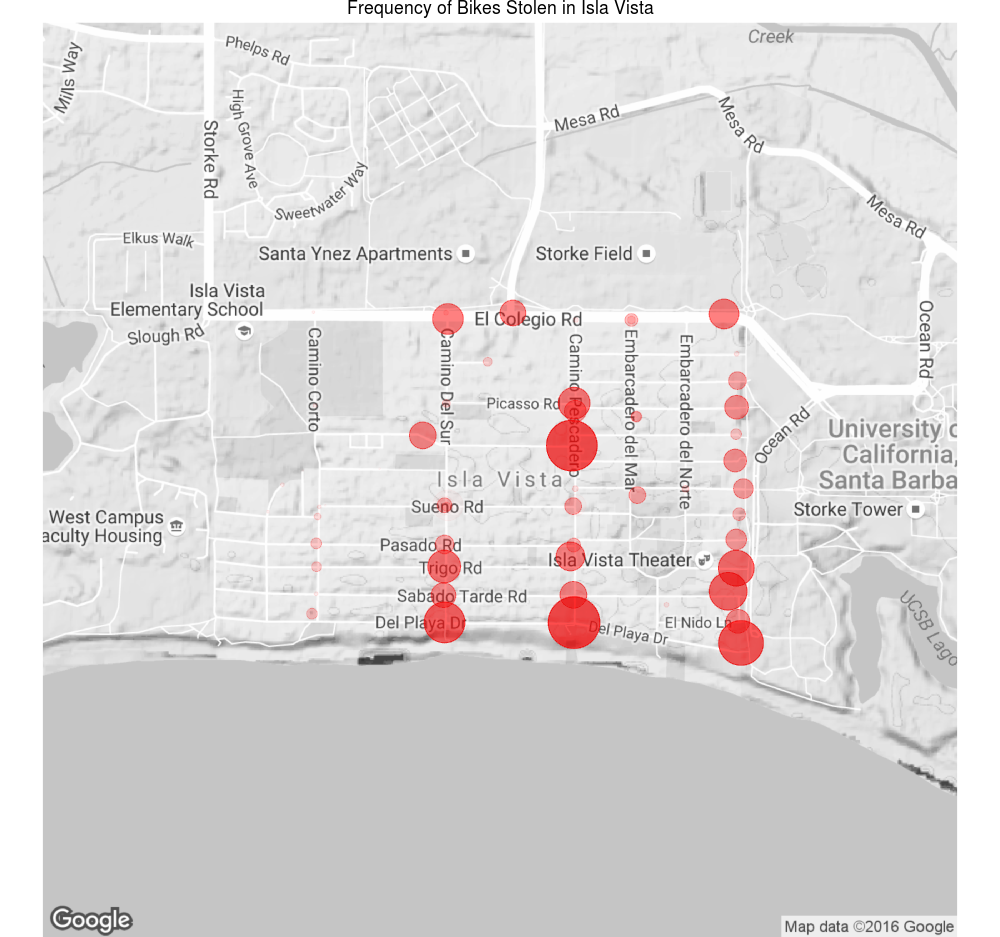 Frequency of Bikes Stolen in Isla Vista
Creek
Phelps Rd
Mills Way
High Grove Ave
Storke Rd
Mesa Rd
Mesa Rd
Mesa Rd
Sweetwater Way
Elkus Walk
Santa Ynez Apartments
Storke Field
Isla Vista
Elementary School
Slough Rd
El Colegio Rd
Ocean Rd
Camino Corto
Camino Del Sur
Camino Pescadero
Embarcadero del Mar
Embarcadero del Norte
Picasso Rd
Ocean Rd
University o
California,
Santa Barba
Isla Vista
Sueno Rd
Storke Tower
West Campus
aculty Housing
Pasado Rd
Isla Vista Theater
Trigo Rd
Sabado Tarde Rd
Del Playa Dr
El Nido Ln
Del Playa Dr
UCSB Lago
Google
Map data ©2016 Google